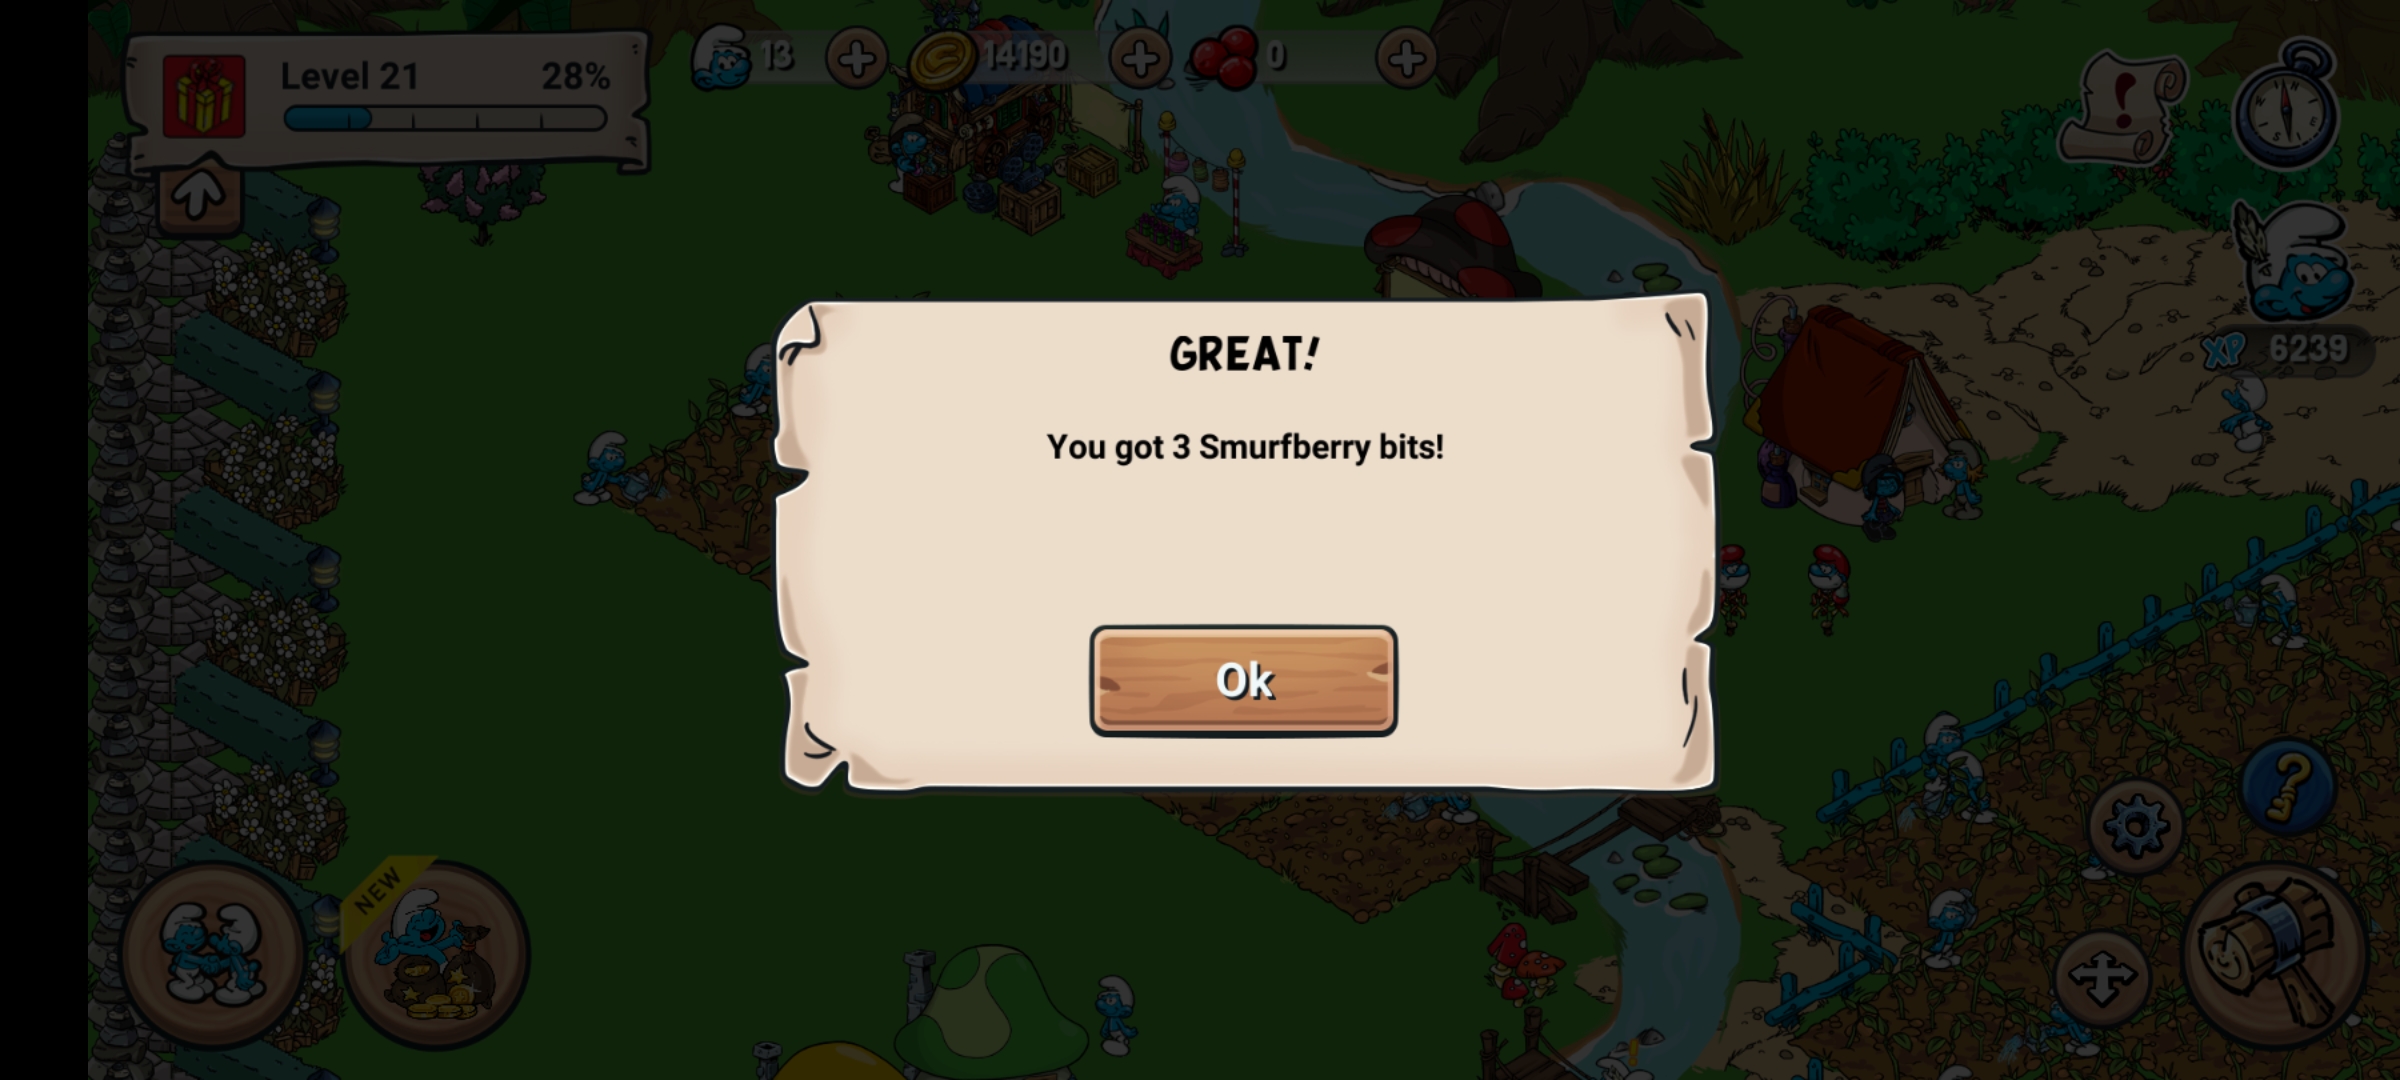 Level 21 28%
13 14190 0
GREAT!
You got 3 Smurfberry bits!
XP 6239
Ok
NEW